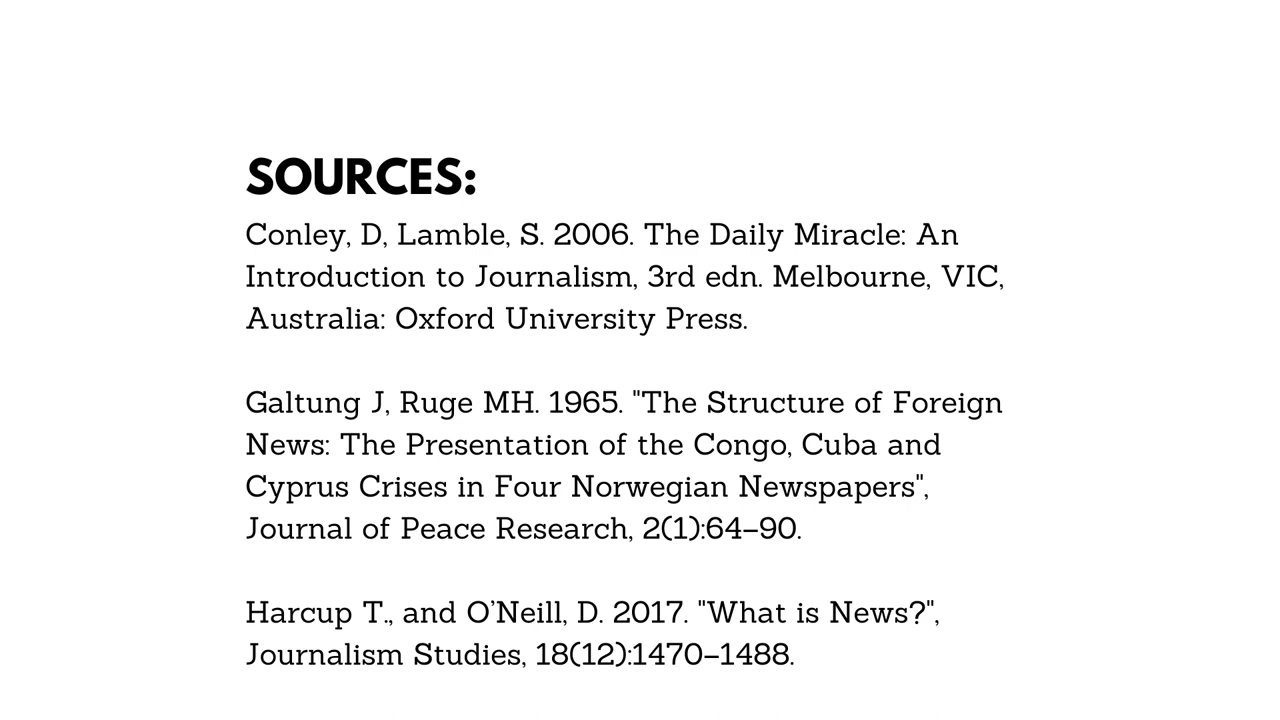 SOURCES:
Conley, D, Lamble, S. 2006. The Daily Miracle: An
Introduction to Journalism, 3rd edn. Melbourne, VIC,
Australia: Oxford University Press.
Galtung J, Ruge MH. 1965. "The Structure of Foreign
News: The Presentation of the Congo, Cuba and
Cyprus Crises in Four Norwegian Newspapers",
Journal of Peace Research, 2(1):64–90.
Harcup T., and O’Neill, D. 2017. "What is News?",
Journalism Studies, 18(12):1470–1488.